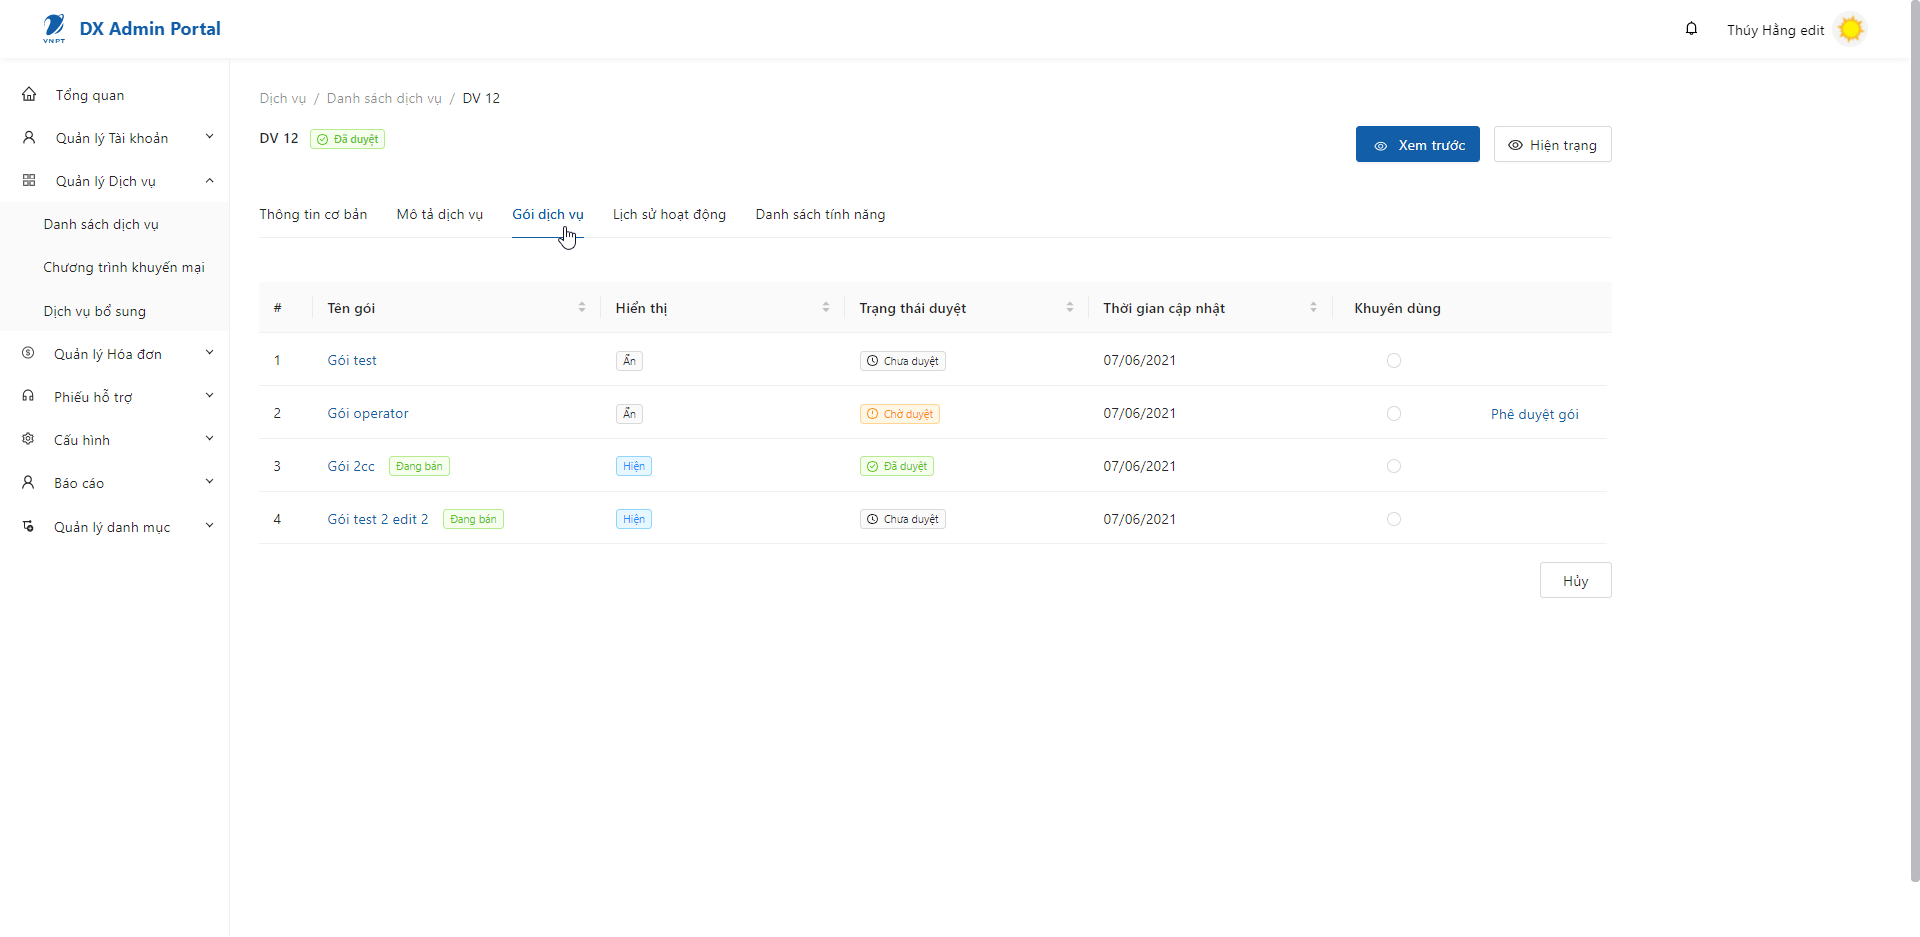 VNPT
DX Admin Portal
Thúy Hằng edit
Tổng quan
Quản lý Tài khoản
Quản lý Dịch vụ
Danh sách dịch vụ
Chương trình khuyến mại
Dịch vụ bổ sung
Quản lý Hóa đơn
Phiếu hỗ trợ
Cấu hình
Báo cáo
Quản lý danh mục
Dịch vụ / Danh sách dịch vụ / DV 12
DV 12 Đã duyệt
Xem trước Hiện trạng
Thông tin cơ bản Mô tả dịch vụ Gói dịch vụ Lịch sử hoạt động Danh sách tính năng
# Tên gói Hiển thị Trạng thái duyệt Thời gian cập nhật Khuyên dùng
1 Gói test Ẩn Chưa duyệt 07/06/2021
2 Gói operator Ẩn Chờ duyệt 07/06/2021 Phê duyệt gói
3 Gói 2cc Đang bán Hiện Đã duyệt 07/06/2021
4 Gói test 2 edit 2 Đang bán Hiện Chưa duyệt 07/06/2021
Hủy